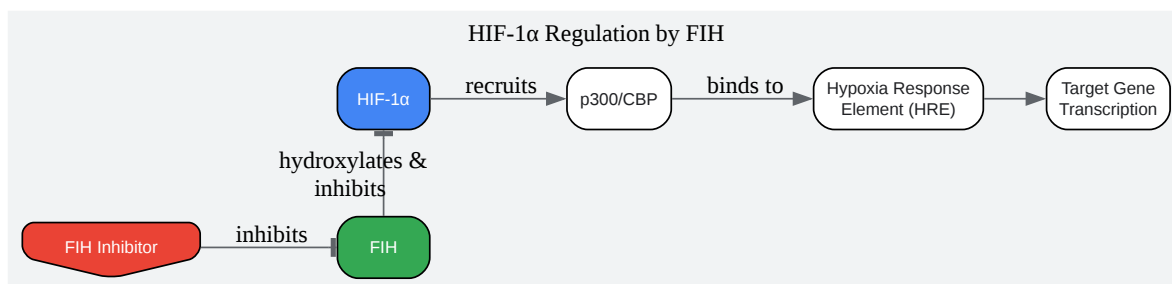 HIF-1α Regulation by FIH
HIF-1α
recruits
p300/CBP
binds to
Hypoxia Response
Element (HRE)
Target Gene
Transcription
hydroxylates &
inhibits
FIH Inhibitor
inhibits
FIH